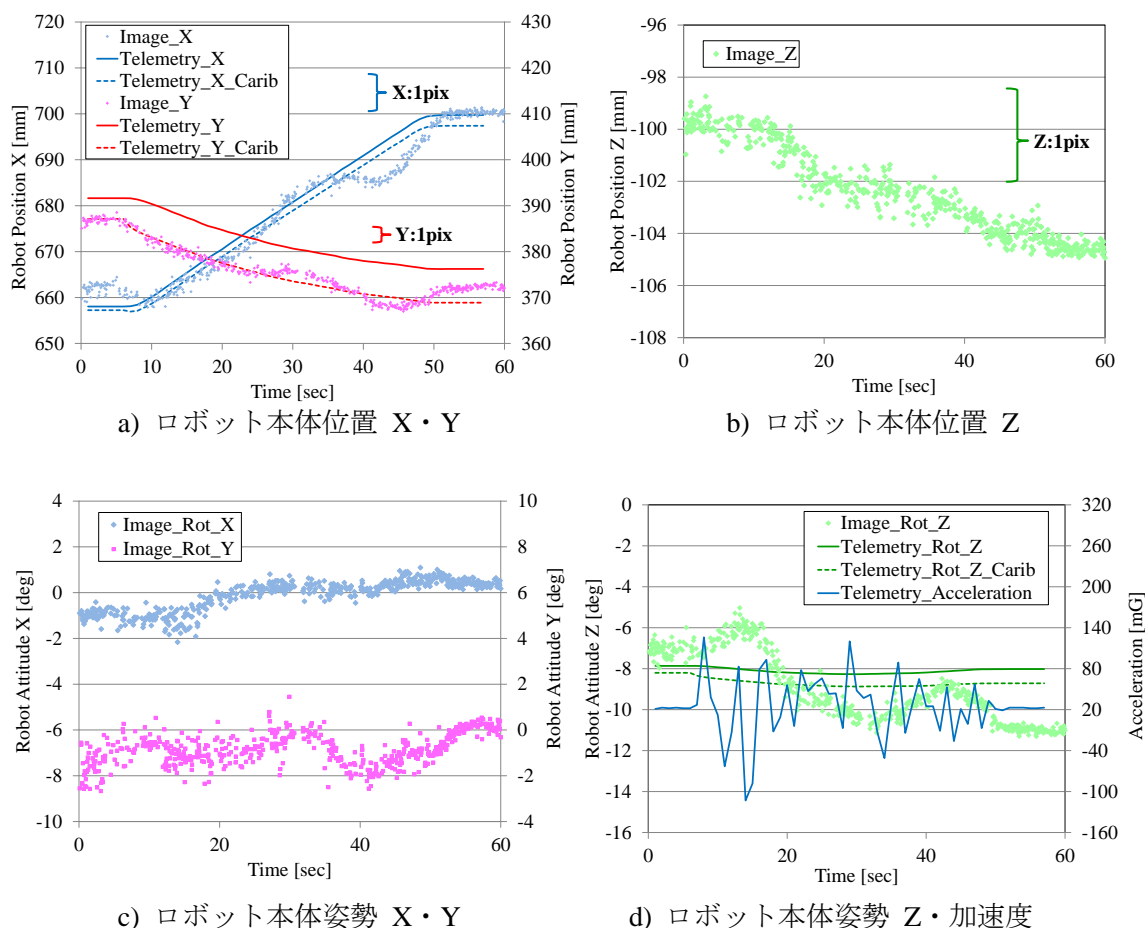 720
710
700
690
680
670
660
650
Robot Position X [mm]
430
420
410
400
390
380
370
360
Robot Position Y [mm]
Image_X
Telemetry_X
Telemetry_X_Carib
Image_Y
Telemetry_Y
Telemetry_Y_Carib
X:1pix
Y:1pix
0 10 20 30 40 50 60
Time [sec]
a) ロボット本体位置 X・Y
-96
-98
-100
-102
-104
-106
-108
Robot Position Z [mm]
Image_Z
Z:1pix
0 20 40 60
Time [sec]
b) ロボット本体位置 Z
4
2
0
-2
-4
-6
-8
-10
Robot Attitude X [deg]
10
8
6
4
2
0
-2
-4
Robot Attitude Y [deg]
Image_Rot_X
Image_Rot_Y
0 20 40 60
Time [sec]
c) ロボット本体姿勢 X・Y
0
-2
-4
-6
-8
-10
-12
-14
-16
Robot Attitude Z [deg]
320
260
200
140
80
20
-40
-100
-160
Acceleration [mG]
Image_Rot_Z
Telemetry_Rot_Z
Telemetry_Rot_Z_Carib
Telemetry_Acceleration
0 20 40 60
Time [sec]
d) ロボット本体姿勢 Z・加速度